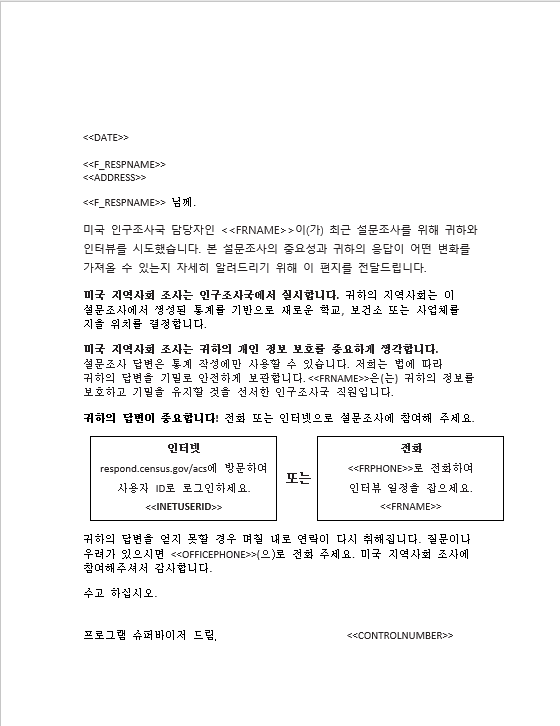 <<DATE>>
<<F_RESPNAME>>
<<ADDRESS>>
<<F_RESPNAME>> 님께.
미국 인구조사국 담당자인 <<FRNAME>>이(가) 최근 설문조사를 위해 귀하와
인터뷰를 시도했습니다. 본 설문조사의 중요성과 귀하의 응답이 어떤 변화를
가져올 수 있는지 자세히 알려드리기 위해 이 편지를 전달드립니다.
미국 지역사회 조사는 인구조사국에서 실시합니다. 귀하의 지역사회는 이
설문조사에서 생성된 통계를 기반으로 새로운 학교, 보건소 또는 사업체를
지을 위치를 결정합니다.
미국 지역사회 조사는 귀하의 개인 정보 보호를 중요하게 생각합니다.
설문조사 답변은 통계 작성에만 사용할 수 있습니다. 저희는 법에 따라
귀하의 답변을 기밀로 안전하게 보관합니다. <<FRNAME>>은(는) 귀하의 정보를
보호하고 기밀을 유지할 것을 선서한 인구조사국 직원입니다.
귀하의 답변이 중요합니다! 전화 또는 인터넷으로 설문조사에 참여해 주세요.
인터넷
respond.census.gov/acs에 방문하여
사용자 ID로 로그인하세요.
<<INETUSERID>>
또는
전화
<<FRPHONE>>로 전화하여
인터뷰 일정을 잡으세요.
<<FRNAME>>
귀하의 답변을 얻지 못할 경우 며칠 내로 연락이 다시 취해집니다. 질문이나
우려가 있으시면 <<OFFICEPHONE>>(으)로 전화 주세요. 미국 지역사회 조사에
참여해주셔서 감사합니다.
수고 하십시오.
프로그램 슈퍼바이저 드림,
<<CONTROLNUMBER>>